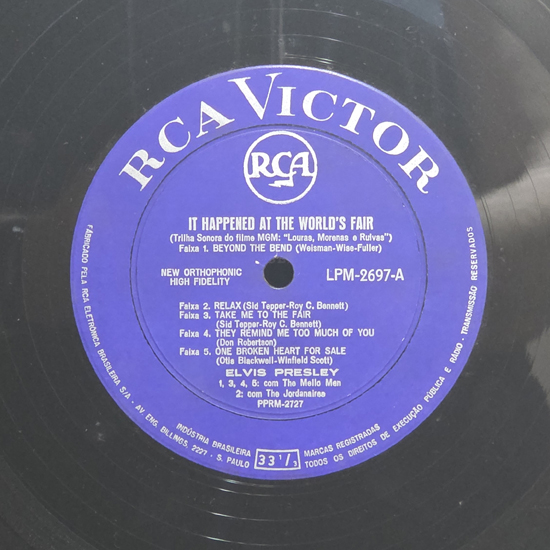 RCA VICTOR
RCA
IT HAPPENED AT THE WORLD'S FAIR
(Trilha Sonora do filme MGM: "Louras, Morenas e Ruivas")
Faixa 1. BEYOND THE BEND (Weisman-Wise-Fuller)
NEW ORTHOPHONIC
HIGH FIDELITY
LPM-2697-A
Faixa 2. RELAX (Sid Tepper-Roy C. Bennett)
Faixa 3. TAKE ME TO THE FAIR
(Sid Tepper-Roy C. Bennett)
Faixa 4. THEY REMIND ME TOO MUCH OF YOU
(Don Robertson)
Faixa 5. ONE BROKEN HEART FOR SALE
(Otis Blackwell-Winfield Scott)
ELVIS PRESLEY
1, 3, 4, 5: com The Mello Men
2: com The Jordanaires
PPRM-2727
FABRICADO PELA RCA ELETRÔNICA BRASILEIRA S/A - AV. ENG. BILLINGS, 2227 - S. PAULO
INDÚSTRIA BRASILEIRA
33 1/3
MARCAS REGISTRADAS
TODOS OS DIREITOS DE EXECUÇÃO PÚBLICA E RÁDIO - TRANSMISSÃO RESERVADOS